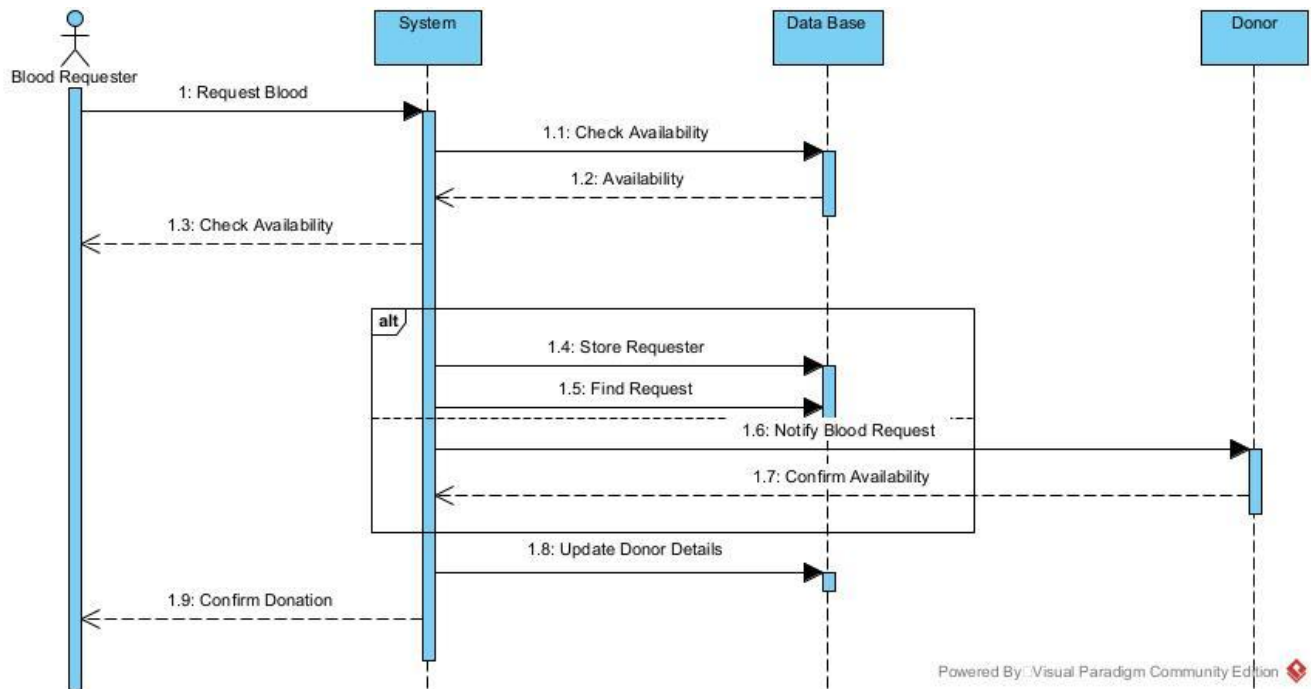 System
Data Base
Donor
Blood Requester
1: Request Blood
1.1: Check Availability
1.2: Availability
1.3: Check Availability
alt
1.4: Store Requester
1.5: Find Request
1.6: Notify Blood Request
1.7: Confirm Availability
1.8: Update Donor Details
1.9: Confirm Donation
Powered By Visual Paradigm Community Edition